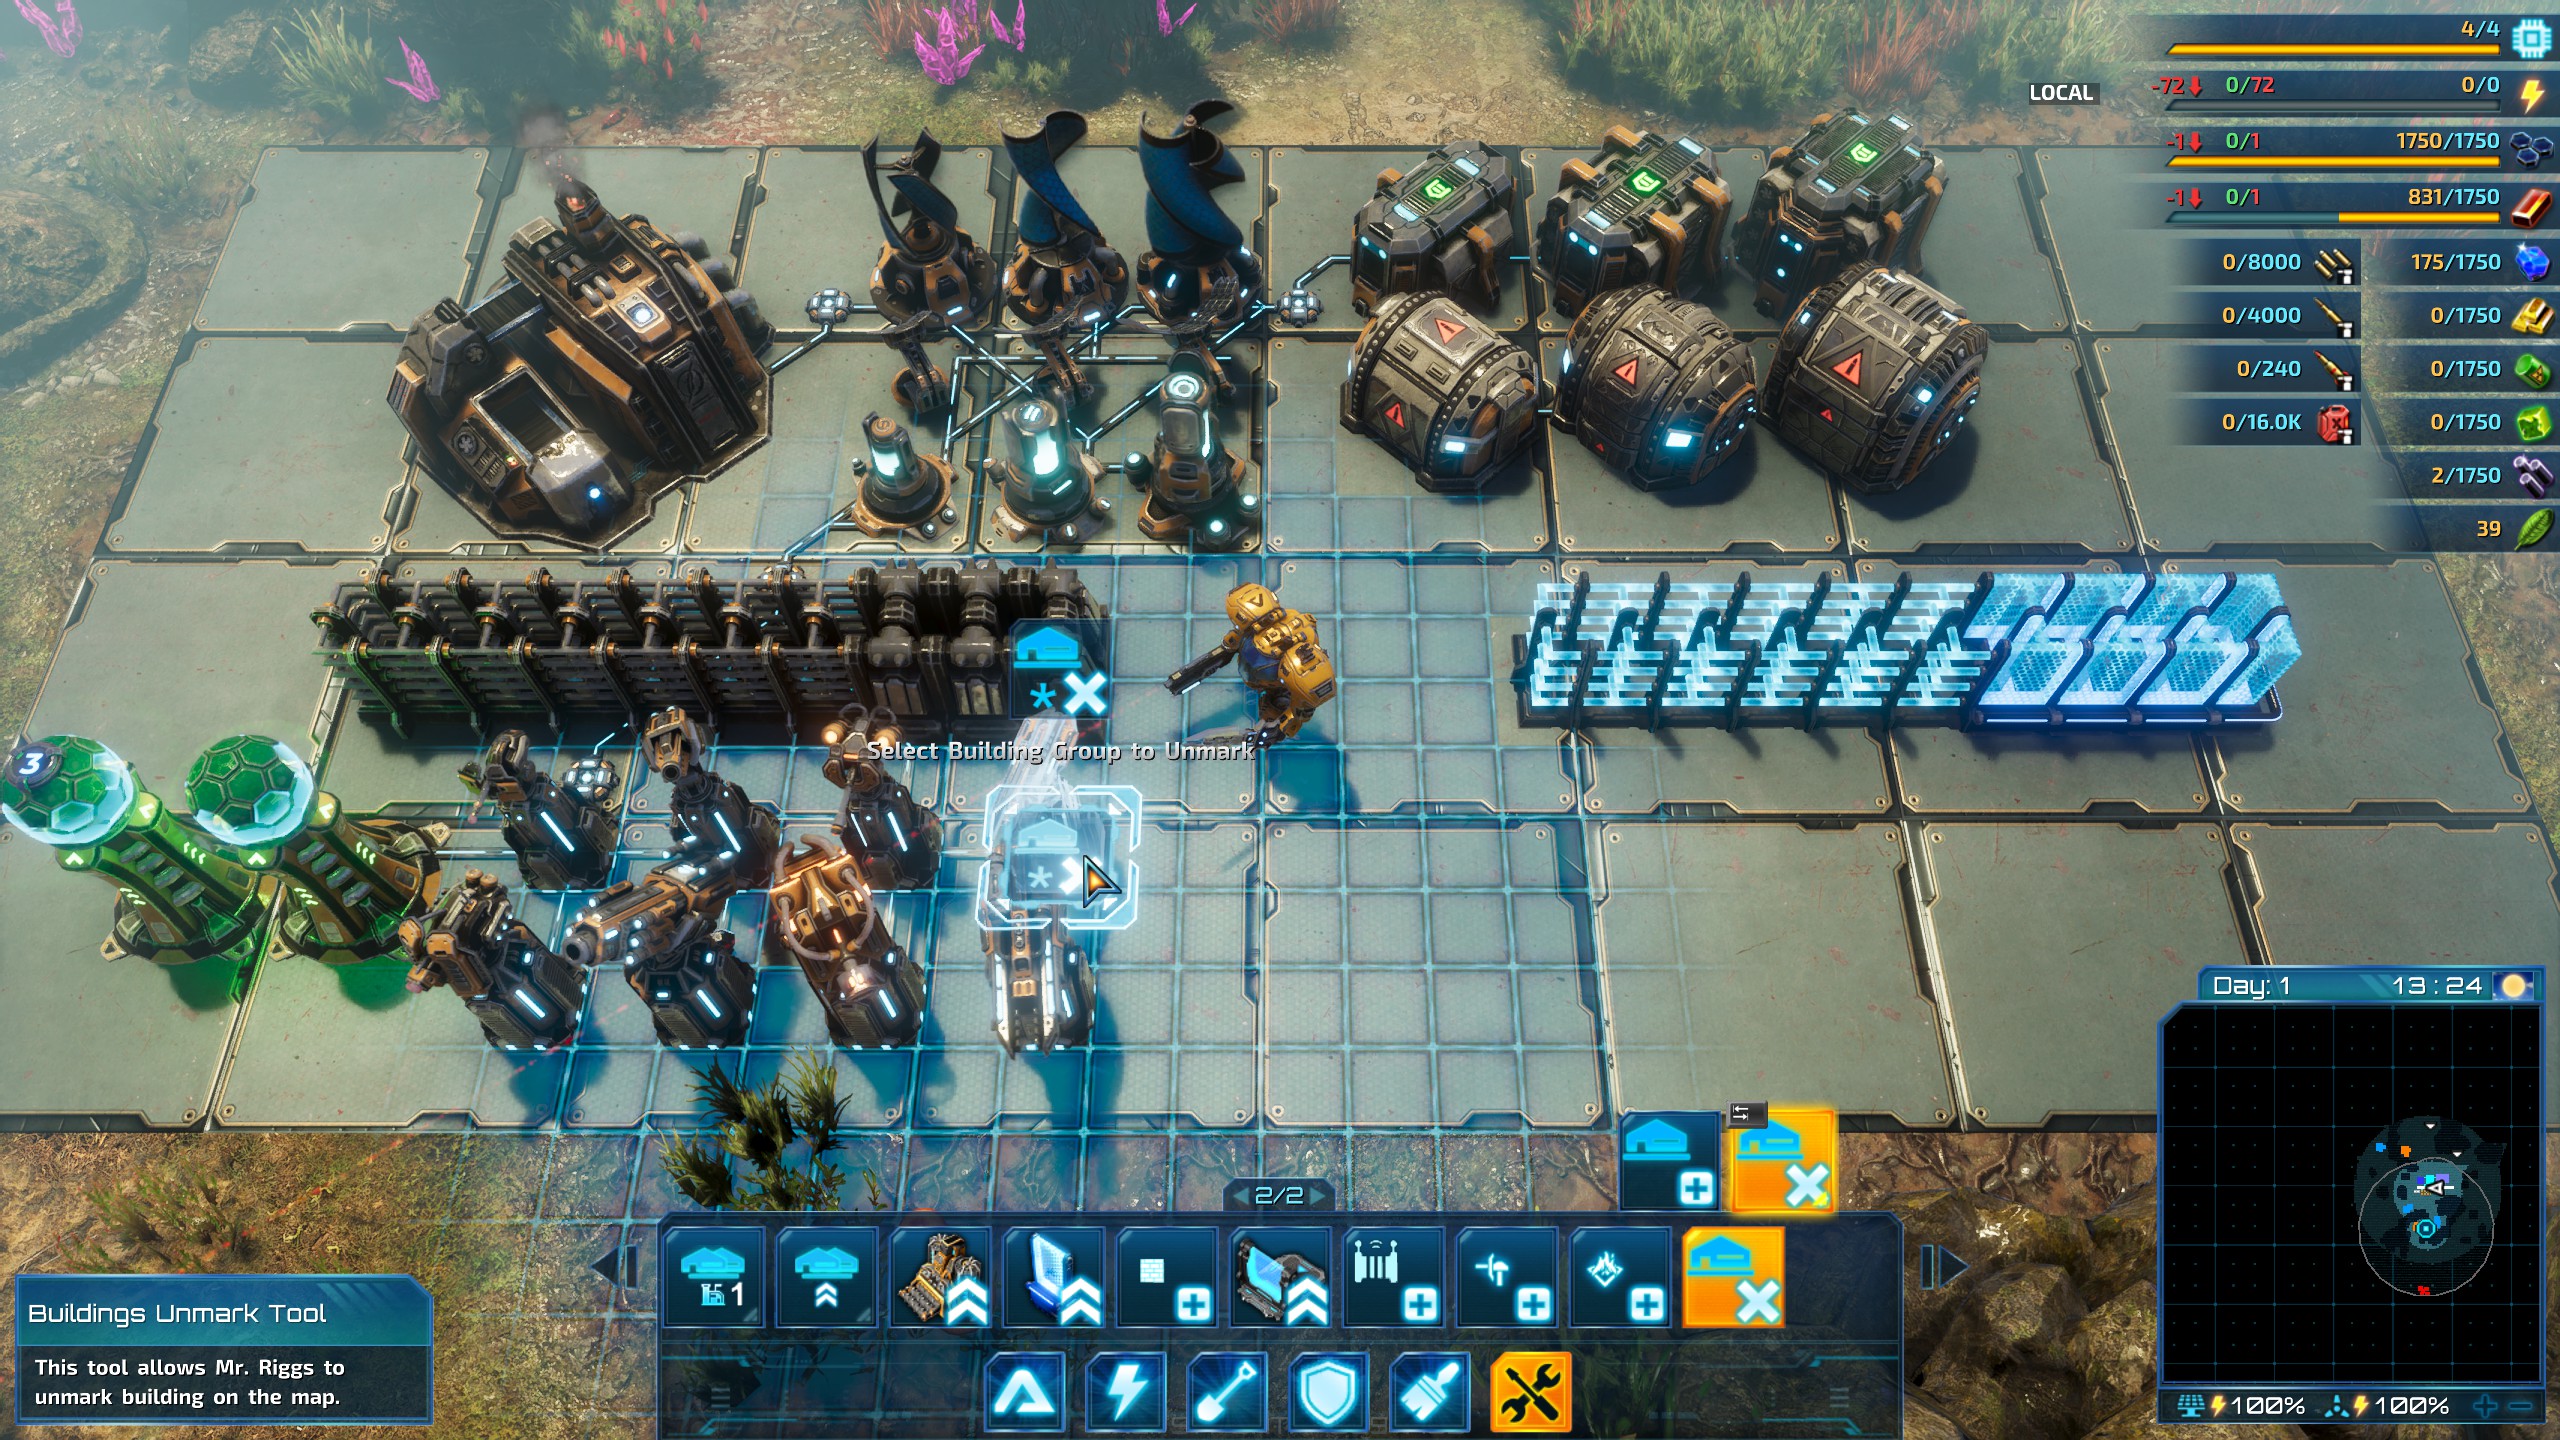 4/4
-72 0/72 0/0
LOCAL
-1 0/1 1750/1750
-1 0/1 831/1750
0/8000 175/1750
0/4000 0/1750
0/240 0/1750
0/16.0K 0/1750
2/1750
39
3
Select Building Group to Unmark
Day: 1 13:24
2/2
1
Buildings Unmark Tool
This tool allows Mr. Riggs to
unmark building on the map.
100% 100%